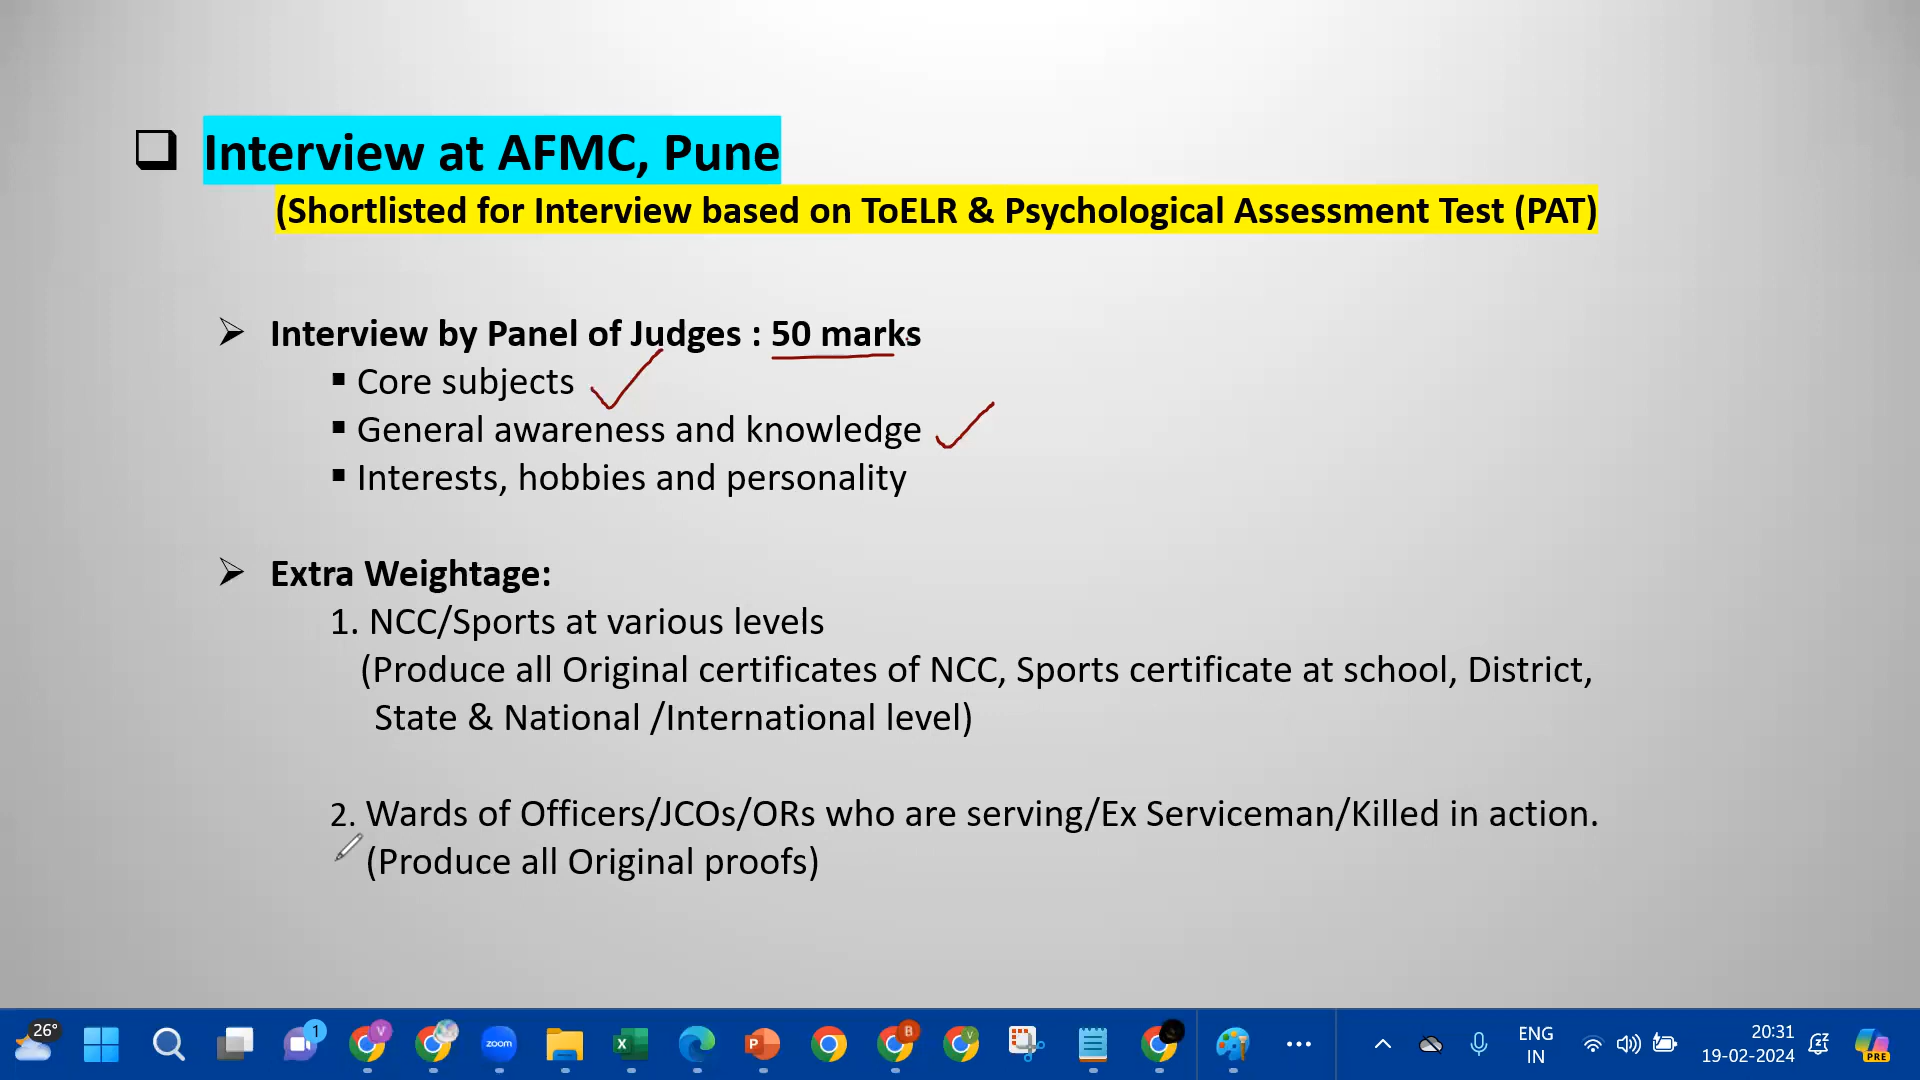 Interview at AFMC, Pune
(Shortlisted for Interview based on ToELR & Psychological Assessment Test (PAT)
Interview by Panel of Judges : 50 marks
Core subjects
General awareness and knowledge
Interests, hobbies and personality
Extra Weightage:
1. NCC/Sports at various levels
(Produce all Original certificates of NCC, Sports certificate at school, District,
State & National /International level)
2. Wards of Officers/JCOs/ORs who are serving/Ex Serviceman/Killed in action.
(Produce all Original proofs)
26°
1
V
zoom
X
P
B
V
ENG
IN
20:31
19-02-2024
PRE